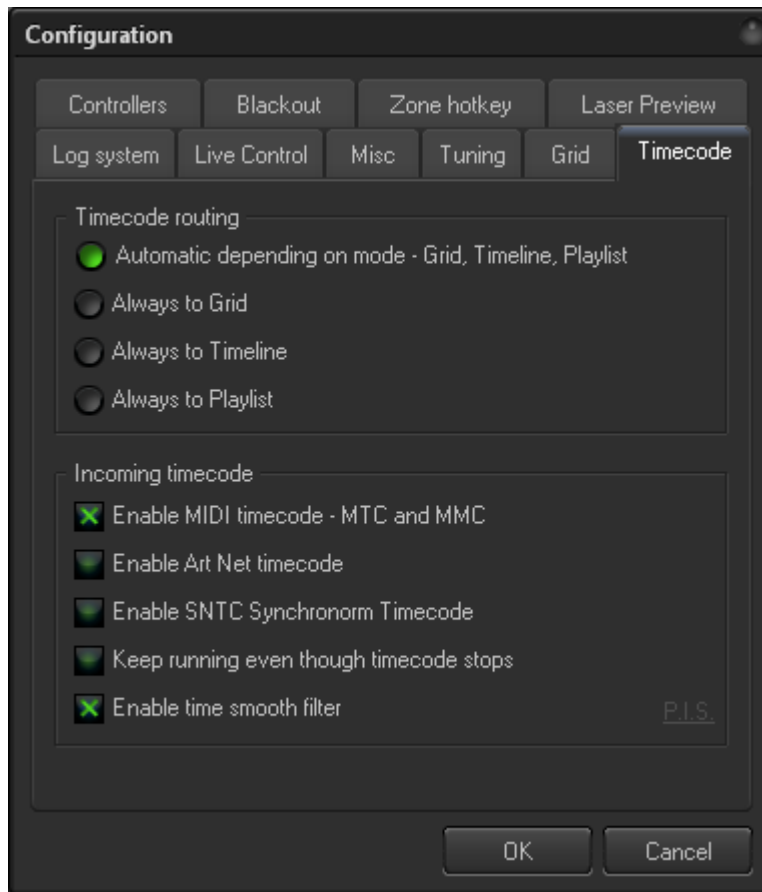 Configuration
Controllers Blackout Zone hotkey Laser Preview
Log system Live Control Misc Tuning Grid Timecode
Timecode routing
Automatic depending on mode - Grid, Timeline, Playlist
Always to Grid
Always to Timeline
Always to Playlist
Incoming timecode
Enable MIDI timecode - MTC and MMC
Enable Art Net timecode
Enable SNTC Synchronorm Timecode
Keep running even though timecode stops
Enable time smooth filter
P.I.S.
OK Cancel